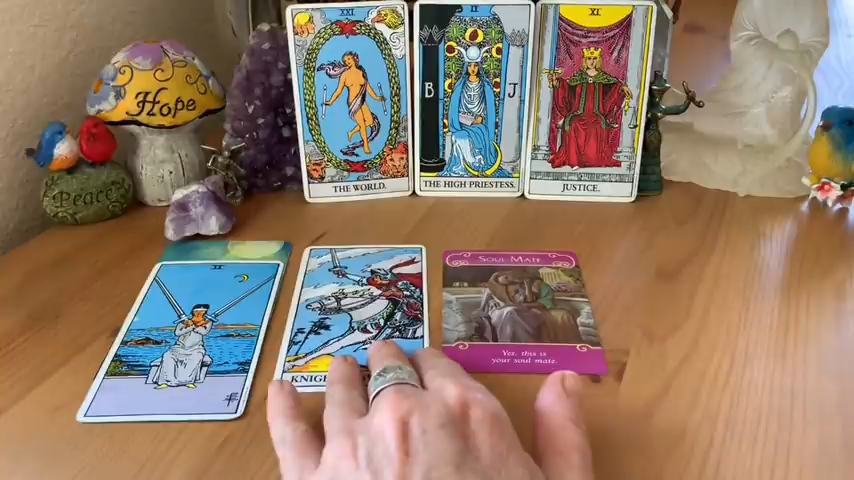 XXI
THE WORLD.
II
B
J
THE HIGH PRIESTESS
XI
JUSTICE.
Hope
Peace
II
KNIG
SOUL MATE
Yes, this is
your soul mate.